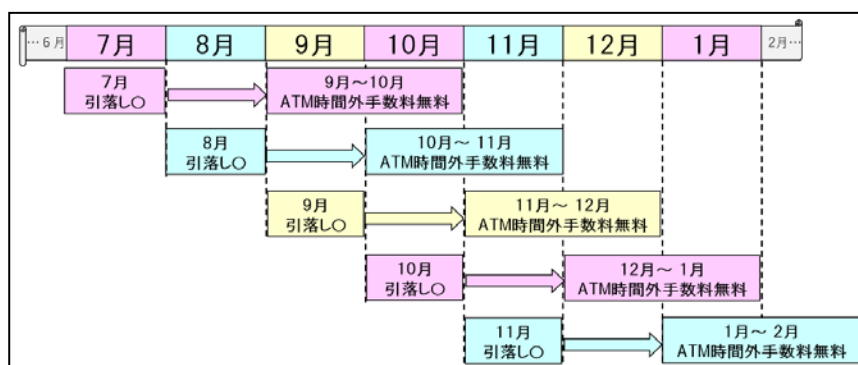 …6月 7月 8月 9月 10月 11月 12月 1月 2月…
7月
引落し○
9月～10月
ATM時間外手数料無料
8月
引落し○
10月～ 11月
ATM時間外手数料無料
9月
引落し○
11月～ 12月
ATM時間外手数料無料
10月
引落し○
12月～ 1月
ATM時間外手数料無料
11月
引落し○
1月～ 2月
ATM時間外手数料無料